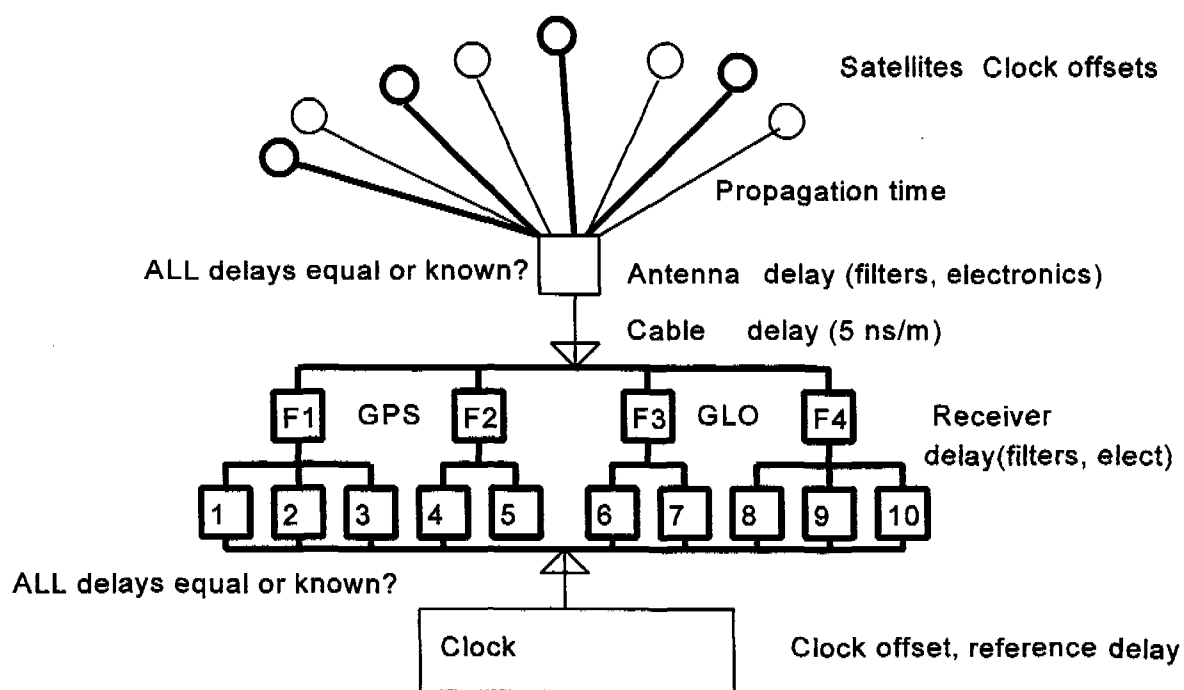 Satellites Clock offsets
Propagation time
ALL delays equal or known?
Antenna delay (filters, electronics)
Cable delay (5 ns/m)
F1 GPS F2 F3 GLO F4 Receiver
delay(filters, elect)
1 2 3 4 5 6 7 8 9 10
ALL delays equal or known?
Clock Clock offset, reference delay